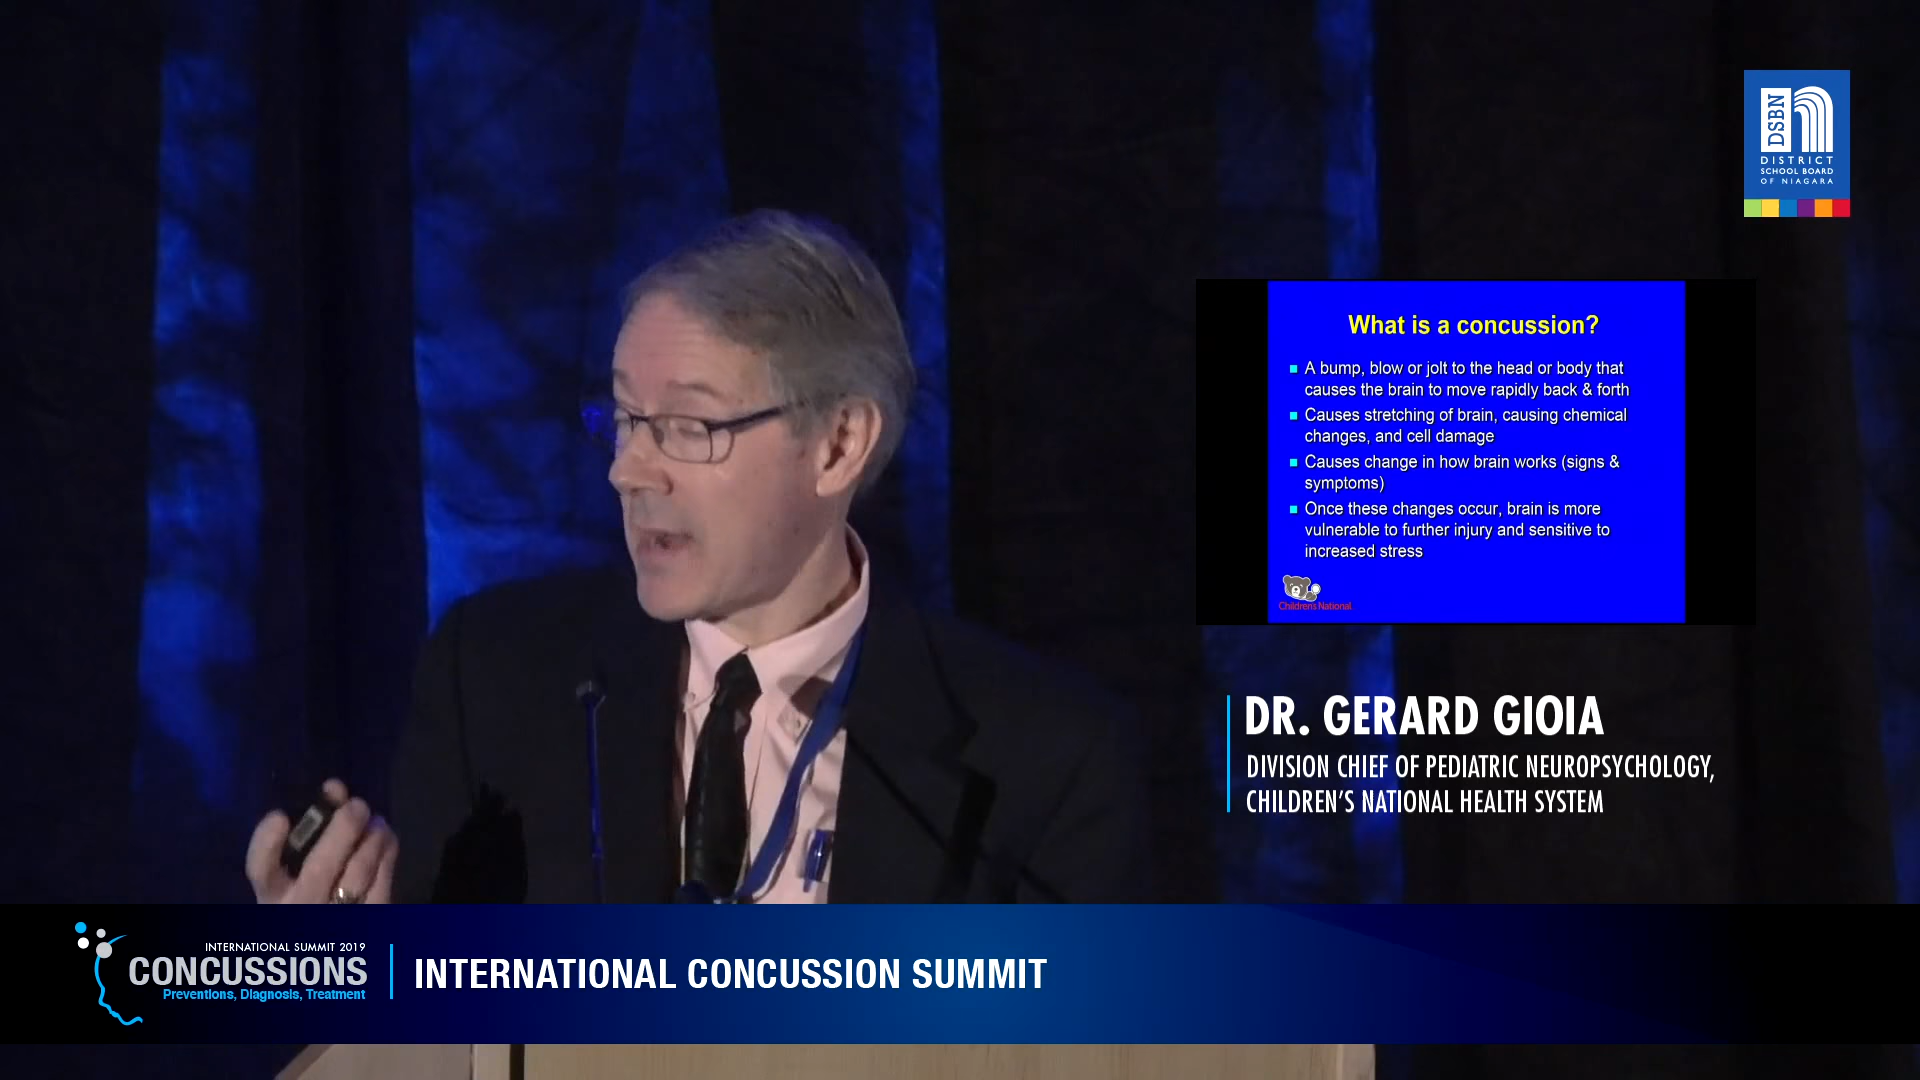 DSBN
DISTRICT
SCHOOL BOARD
OF NIAGARA
What is a concussion?
A bump, blow or jolt to the head or body that
causes the brain to move rapidly back & forth
Causes stretching of brain, causing chemical
changes, and cell damage
Causes change in how brain works (signs &
symptoms)
Once these changes occur, brain is more
vulnerable to further injury and sensitive to
increased stress
Children's National
DR. GERARD GIOIA
DIVISION CHIEF OF PEDIATRIC NEUROPSYCHOLOGY,
CHILDREN'S NATIONAL HEALTH SYSTEM
INTERNATIONAL SUMMIT 2019
CONCUSSIONS
Preventions, Diagnosis, Treatment
INTERNATIONAL CONCUSSION SUMMIT